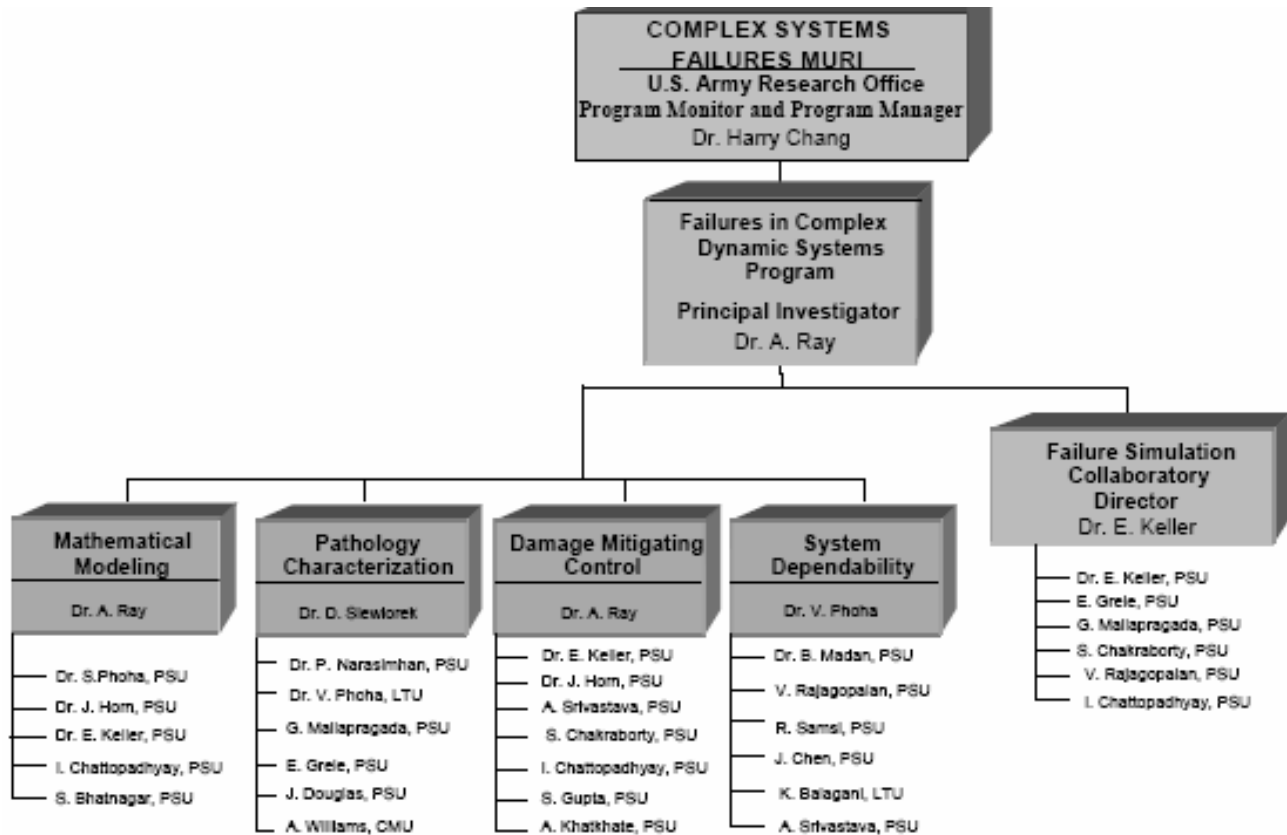 COMPLEX SYSTEMS
FAILURES MURI
U.S. Army Research Office
Program Monitor and Program Manager
Dr. Harry Chang
Failures in Complex
Dynamic Systems
Program
Principal Investigator
Dr. A. Ray
Failure Simulation
Collaboratory
Director
Dr. E. Keller
Dr. E. Keller, PSU
E. Grele, PSU
G. Mallapragada, PSU
S. Chakraborty, PSU
V. Rajagopalan, PSU
I. Chattopadhyay, PSU
Mathematical
Modeling
Dr. A. Ray
Dr. S.Phoha, PSU
Dr. J. Horn, PSU
Dr. E. Keller, PSU
I. Chattopadhyay, PSU
S. Bhatnagar, PSU
Pathology
Characterization
Dr. D. Siewiorek
Dr. P. Narasimhan, PSU
Dr. V. Phoha, LTU
G. Mallapragada, PSU
E. Grele, PSU
J. Douglas, PSU
A. Williams, CMU
Damage Mitigating
Control
Dr. A. Ray
Dr. E. Keller, PSU
Dr. J. Horn, PSU
A. Srivastava, PSU
S. Chakraborty, PSU
I. Chattopadhyay, PSU
S. Gupta, PSU
A. Khatkhate, PSU
System
Dependability
Dr. V. Phoha
Dr. B. Madan, PSU
V. Rajagopalan, PSU
R. Samsi, PSU
J. Chen, PSU
K. Balagani, LTU
A. Srivastava, PSU